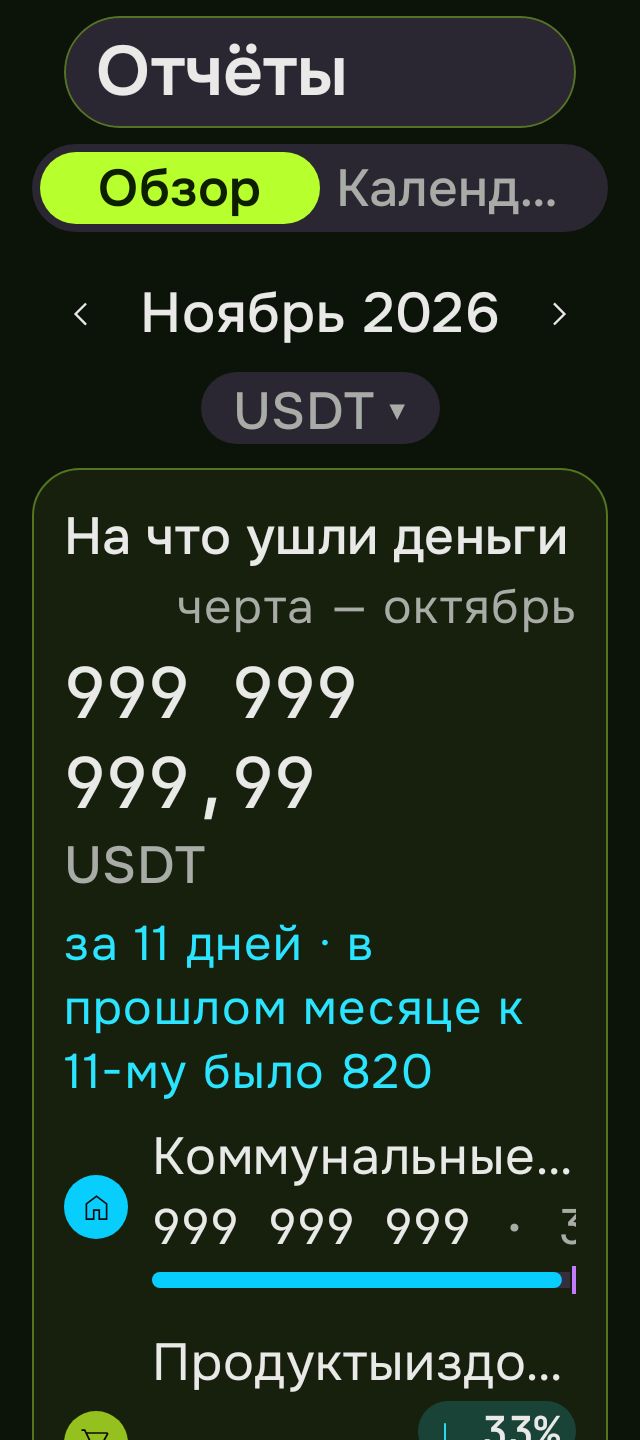 Отчёты
Обзор
Календ...
Ноябрь 2026
USDT ▾
На что ушли деньги
черта — октябрь
999 999
999,99
USDT
за 11 дней · в
прошлом месяце к
11-му было 820
Коммунальные...
999 999 999 ·
Продуктыиздо...
↓ 33%